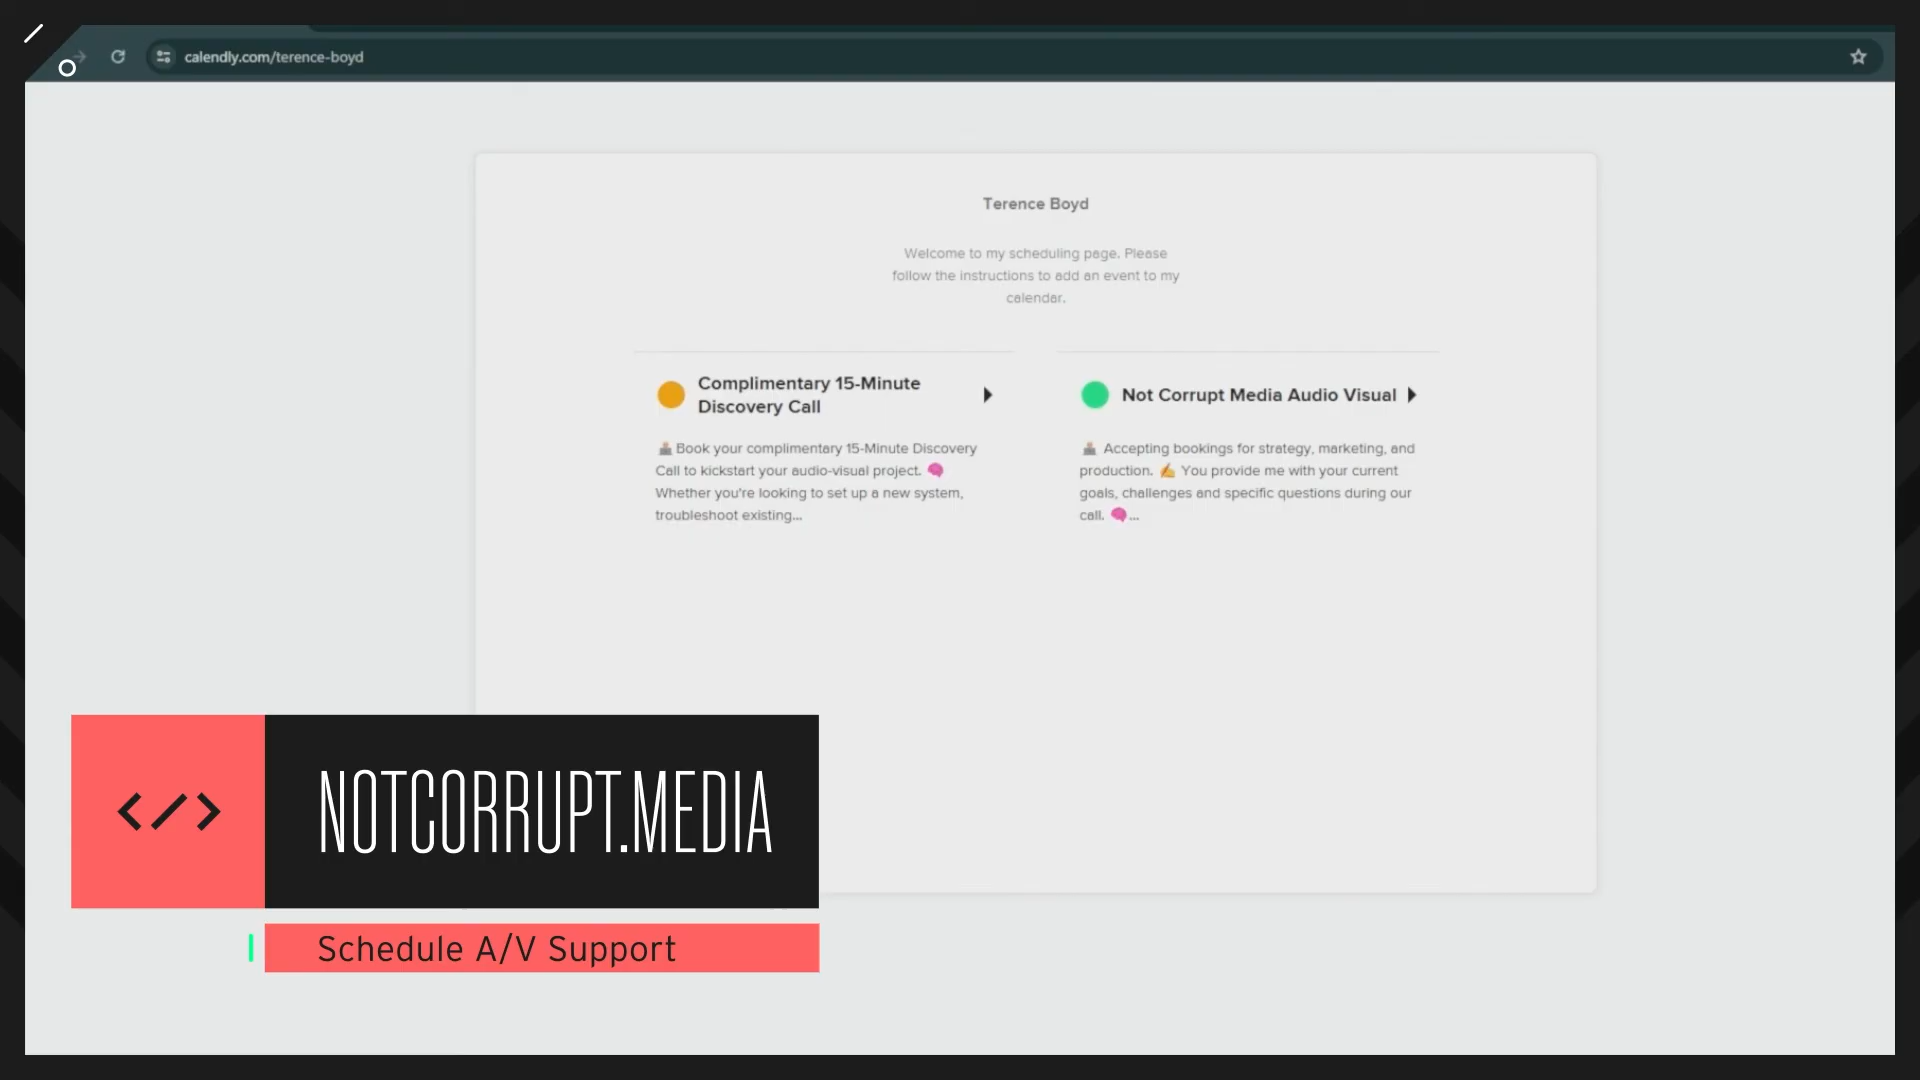 calendly.com/terence-boyd
Terence Boyd
Welcome to my scheduling page. Please
follow the instructions to add an event to my
calendar.
Complimentary 15-Minute
Discovery Call
Book your complimentary 15-Minute Discovery
Call to kickstart your audio-visual project. 🧠
Whether you're looking to set up a new system,
troubleshoot existing...
Not Corrupt Media Audio Visual
Accepting bookings for strategy, marketing, and
production. ✍️ You provide me with your current
goals, challenges and specific questions during our
call. 🧠...
</>
NOTCORRUPT.MEDIA
Schedule A/V Support